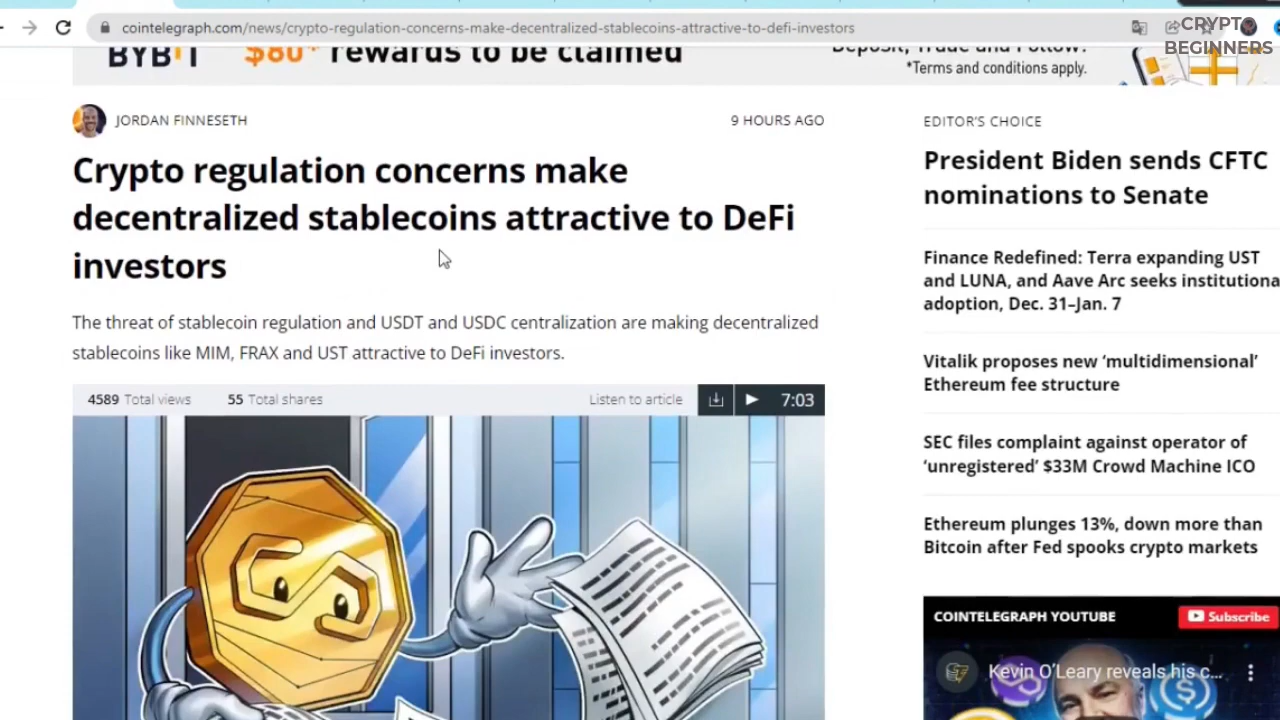 cointelegraph.com/news/crypto-regulation-concerns-make-decentralized-stablecoins-attractive-to-defi-investors
CRYPTO
BEGINNERS
BYBIT $80* rewards to be claimed
Deposit, Trade and Follow!
*Terms and conditions apply.
JORDAN FINNESETH
9 HOURS AGO
Crypto regulation concerns make
decentralized stablecoins attractive to DeFi
investors
The threat of stablecoin regulation and USDT and USDC centralization are making decentralized
stablecoins like MIM, FRAX and UST attractive to DeFi investors.
4589 Total views 55 Total shares Listen to article 7:03
EDITOR'S CHOICE
President Biden sends CFTC
nominations to Senate
Finance Redefined: Terra expanding UST
and LUNA, and Aave Arc seeks instituitiona
adoption, Dec. 31–Jan. 7
Vitalik proposes new ‘multidimensional’
Ethereum fee structure
SEC files complaint against operator of
‘unregistered’ $33M Crowd Machine ICO
Ethereum plunges 13%, down more than
Bitcoin after Fed spooks crypto markets
COINTELEGRAPH YOUTUBE
Subscribe
Kevin O'Leary reveals his c...